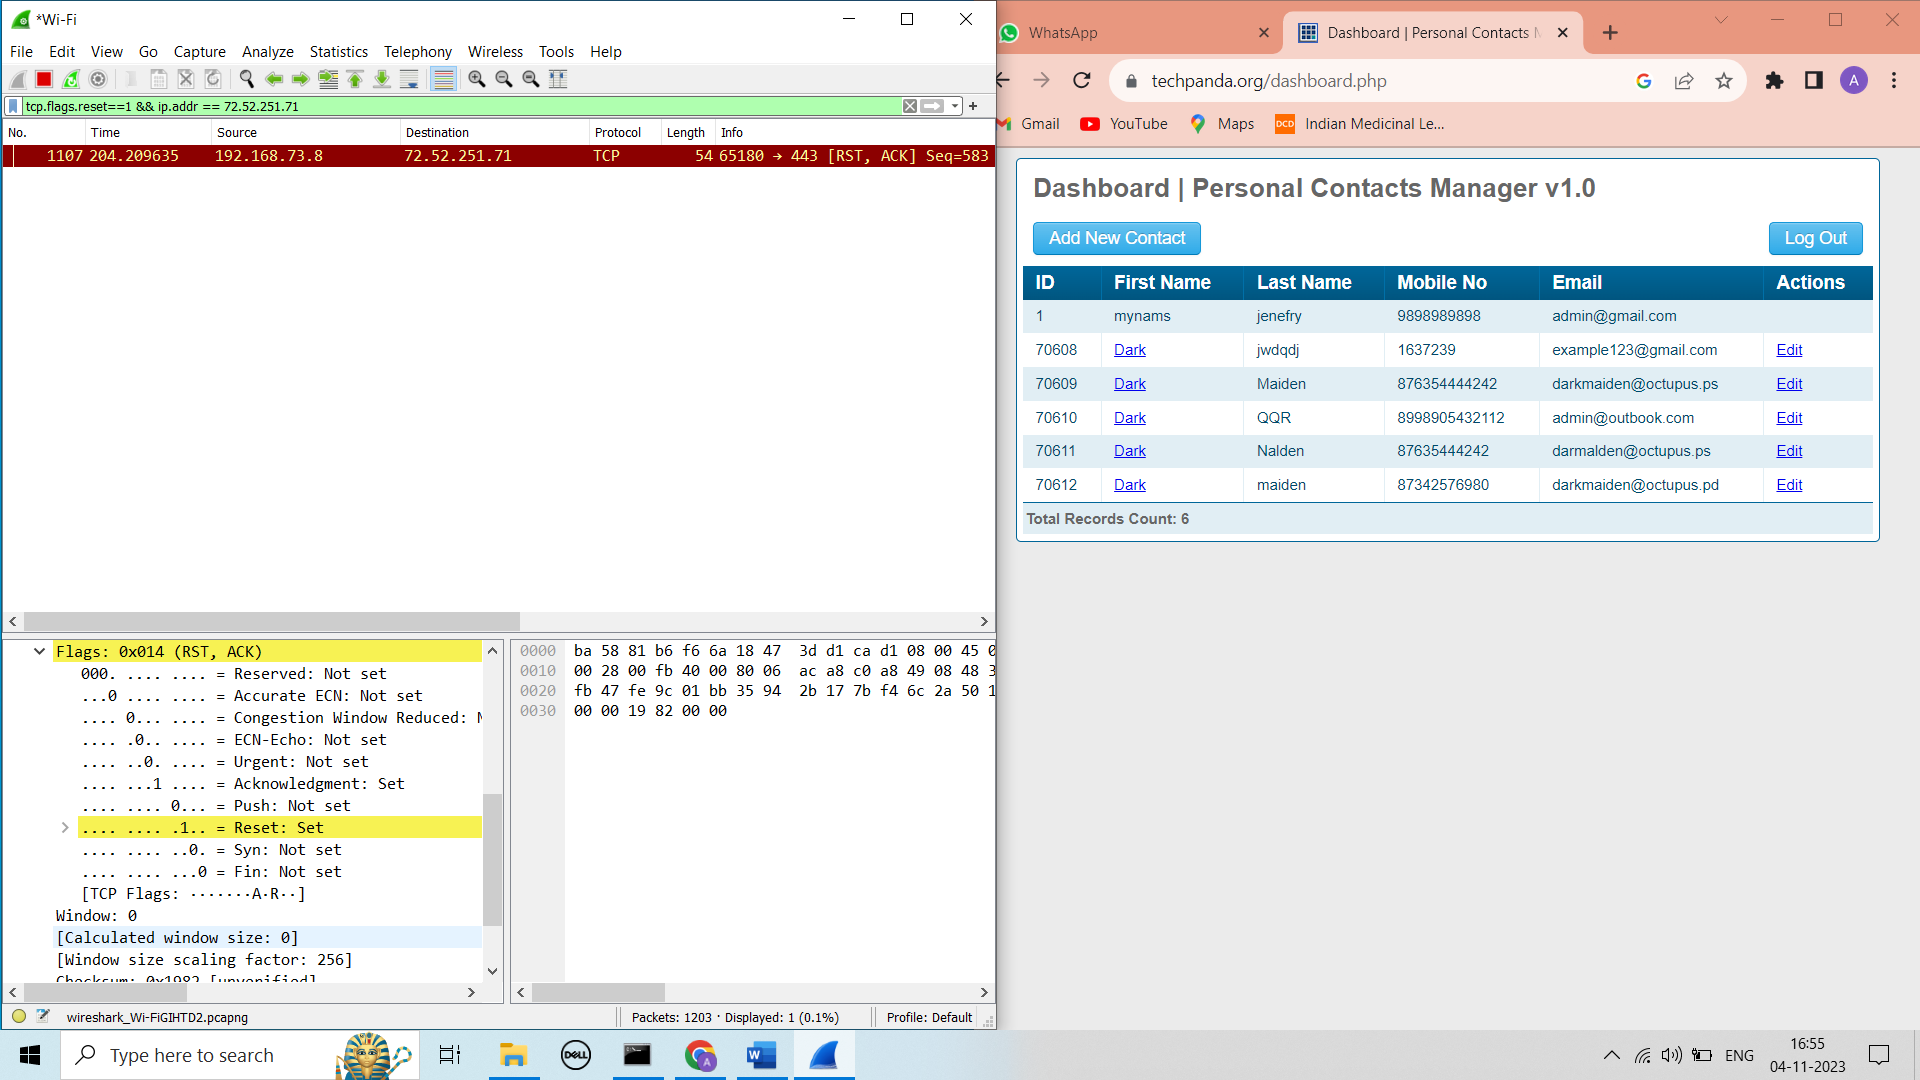 *Wi-Fi
File Edit View Go Capture Analyze Statistics Telephony Wireless Tools Help
tcp.flags.reset==1 && ip.addr == 72.52.251.71
No. Time Source Destination Protocol Length Info
1107 204.209635 192.168.73.8 72.52.251.71 TCP 54 65180 → 443 [RST, ACK] Seq=583
Flags: 0x014 (RST, ACK)
000. .... .... = Reserved: Not set
...0 .... .... = Accurate ECN: Not set
.... 0... .... = Congestion Window Reduced:
.... .0.. .... = ECN-Echo: Not set
.... ..0. .... = Urgent: Not set
.... ...1 .... = Acknowledgment: Set
.... .... 0... = Push: Not set
.... .... .1.. = Reset: Set
.... .... ..0. = Syn: Not set
.... .... ...0 = Fin: Not set
[TCP Flags: ·······A·R··]
Window: 0
[Calculated window size: 0]
[Window size scaling factor: 256]
Checksum: 0x1982 [unverified]
0000 ba 58 81 b6 f6 6a 18 47 3d d1 ca d1 08 00 45 0
0010 00 28 00 fb 40 00 80 06 ac a8 c0 a8 49 08 48 3
0020 fb 47 fe 9c 01 bb 35 94 2b 17 7b f4 6c 2a 50 1
0030 00 00 19 82 00 00
wireshark_Wi-FiGIHTD2.pcapng
Packets: 1203 · Displayed: 1 (0.1%)
Profile: Default
WhatsApp
Dashboard | Personal Contacts M
techpanda.org/dashboard.php
A
Gmail YouTube Maps DCD Indian Medicinal Le...
Dashboard | Personal Contacts Manager v1.0
Add New Contact
Log Out
ID First Name Last Name Mobile No Email Actions
1 mynams jenefry 9898989898 admin@gmail.com
70608 Dark jwdqdj 1637239 example123@gmail.com Edit
70609 Dark Maiden 876354444242 darkmaiden@octupus.ps Edit
70610 Dark QQR 8998905432112 admin@outbook.com Edit
70611 Dark Nalden 87635444242 darmalden@octupus.ps Edit
70612 Dark maiden 87342576980 darkmaiden@octupus.pd Edit
Total Records Count: 6
Type here to search
DELL
A
W
ENG
16:55
04-11-2023